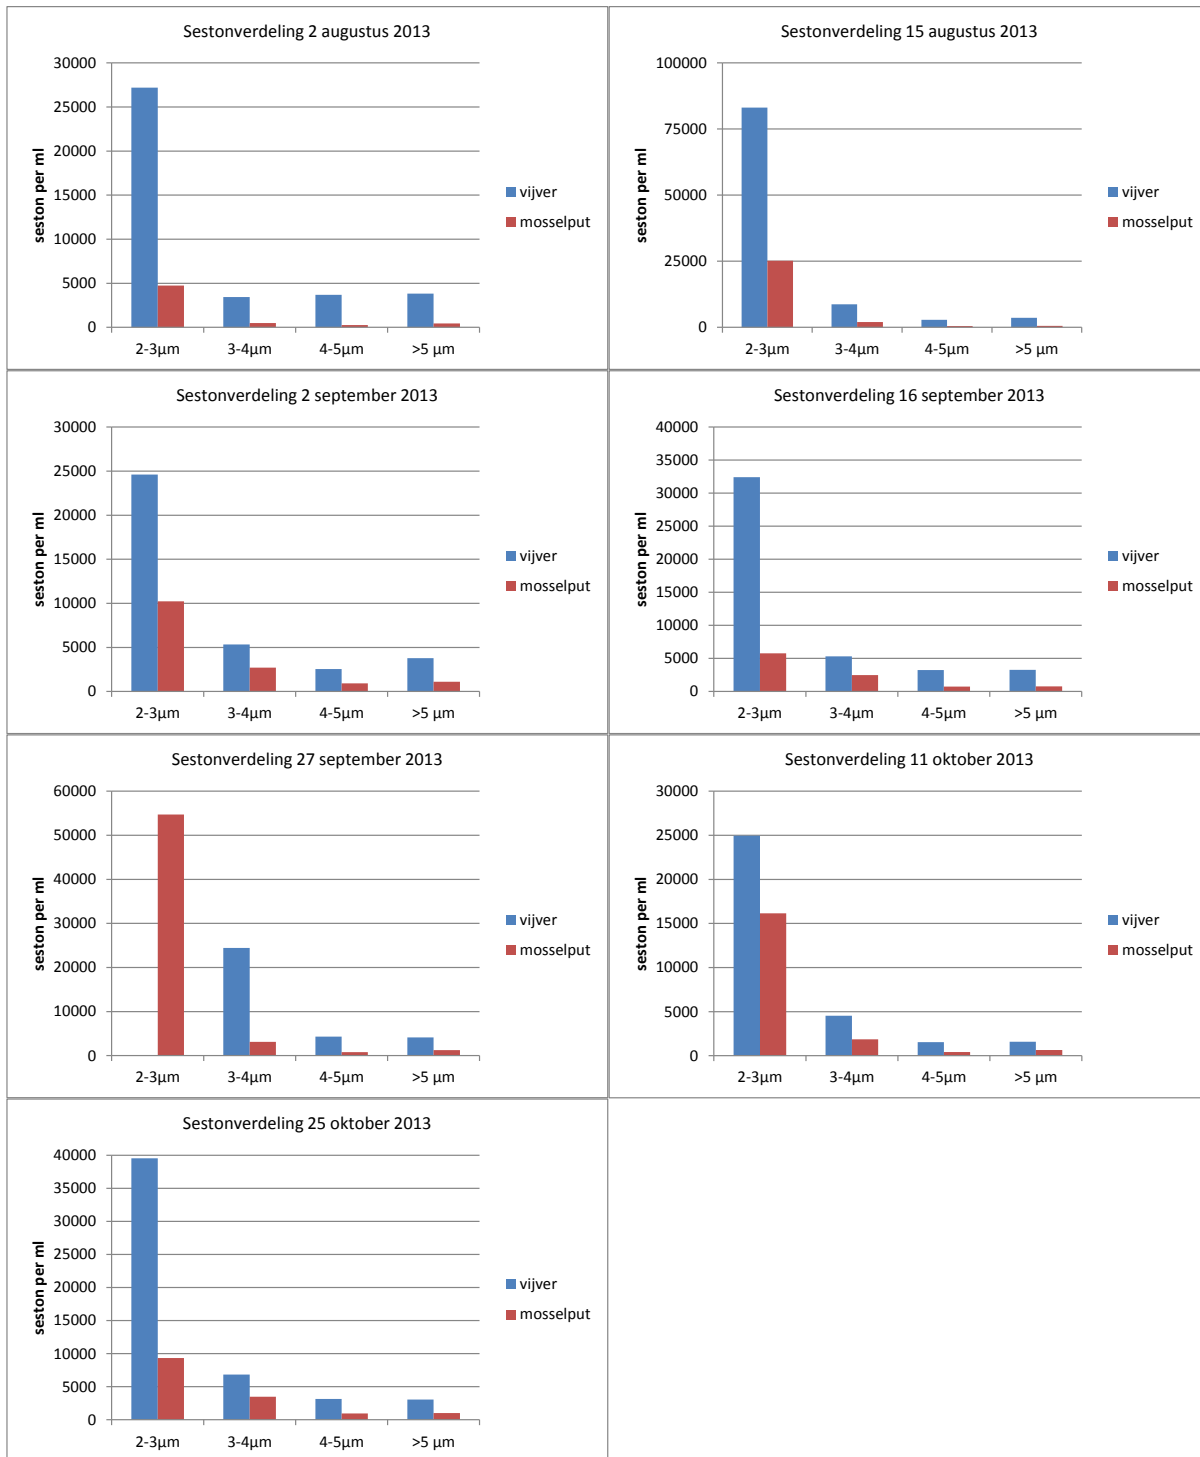 Sestonverdeling 2 augustus 2013
30000
25000
20000
15000
10000
5000
0
seston per ml
2-3µm 3-4µm 4-5µm >5 µm
vijver
mosselput
Sestonverdeling 15 augustus 2013
100000
75000
50000
25000
0
seston per ml
2-3µm 3-4µm 4-5µm >5 µm
vijver
mosselput
Sestonverdeling 2 september 2013
30000
25000
20000
15000
10000
5000
0
seston per ml
2-3µm 3-4µm 4-5µm >5 µm
vijver
mosselput
Sestonverdeling 16 september 2013
40000
35000
30000
25000
20000
15000
10000
5000
0
seston per ml
2-3µm 3-4µm 4-5µm >5 µm
vijver
mosselput
Sestonverdeling 27 september 2013
60000
50000
40000
30000
20000
10000
0
seston per ml
2-3µm 3-4µm 4-5µm >5 µm
vijver
mosselput
Sestonverdeling 11 oktober 2013
30000
25000
20000
15000
10000
5000
0
seston per ml
2-3µm 3-4µm 4-5µm >5 µm
vijver
mosselput
Sestonverdeling 25 oktober 2013
40000
35000
30000
25000
20000
15000
10000
5000
0
seston per ml
2-3µm 3-4µm 4-5µm >5 µm
vijver
mosselput